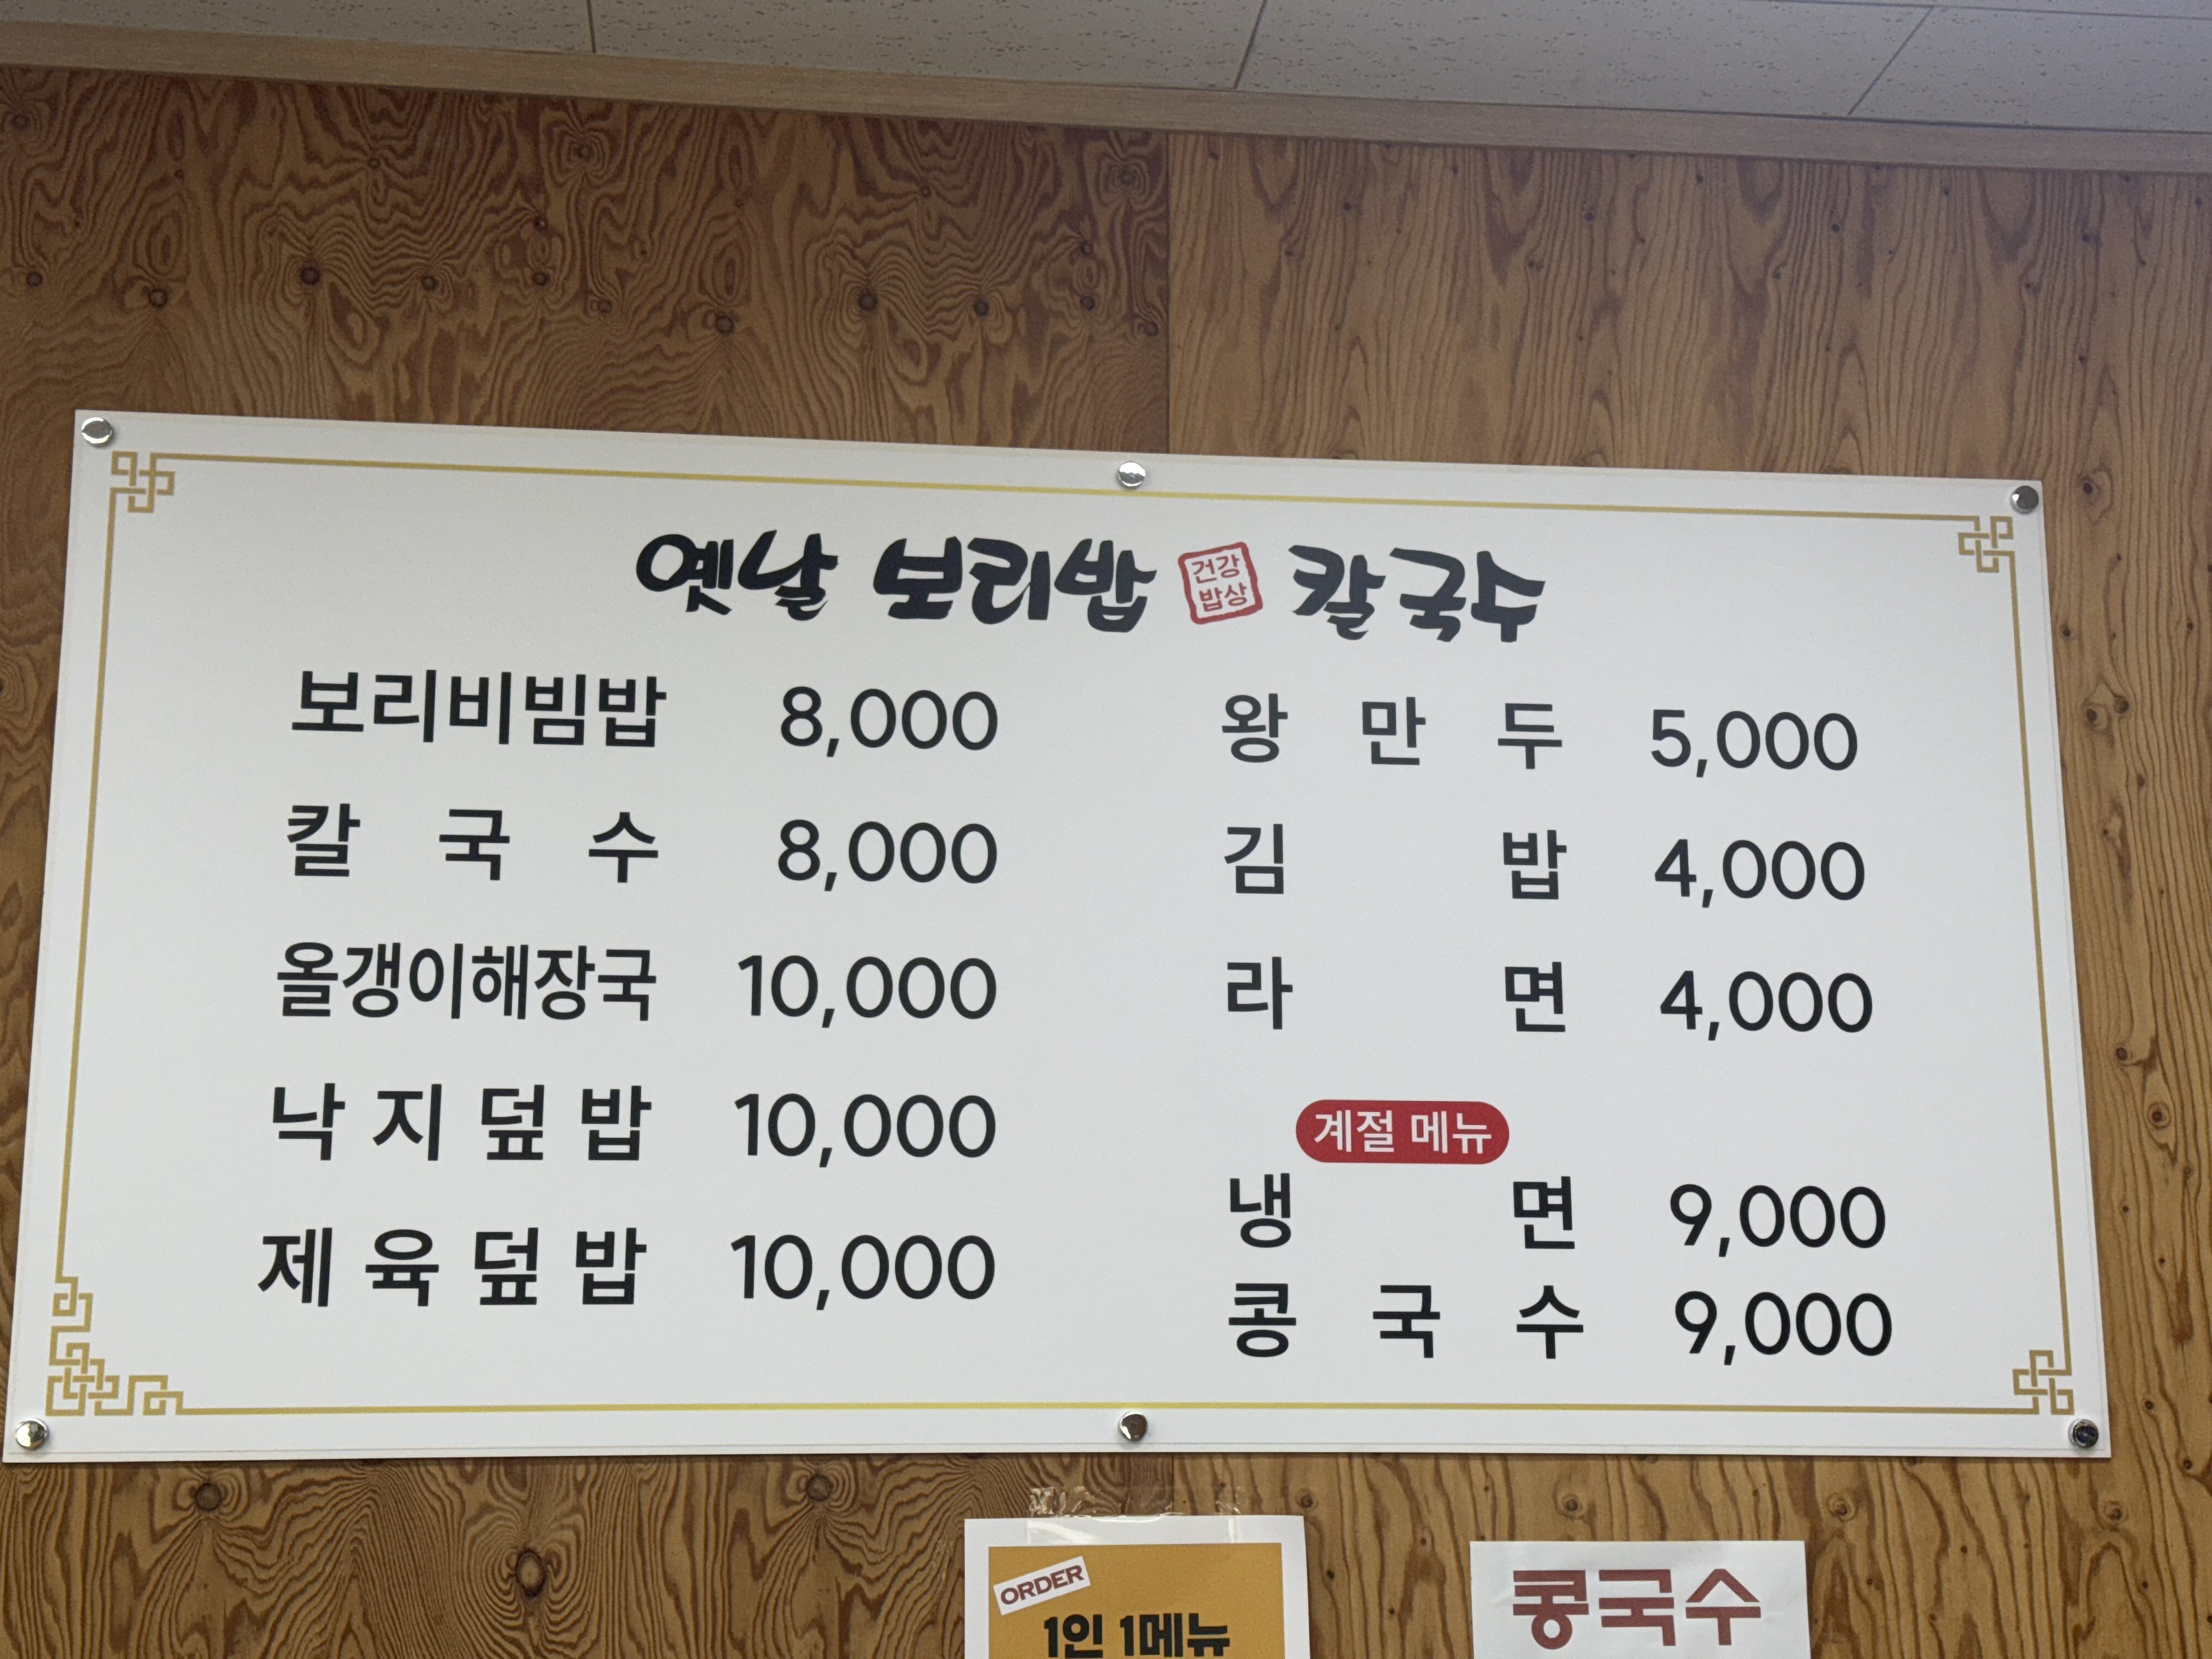 옛날 보리밥 건강 밥상 칼국수
보리비빔밥 8,000
칼국수 8,000
올갱이해장국 10,000
낙지덮밥 10,000
제육덮밥 10,000
왕만두 5,000
김밥 4,000
라면 4,000
계절 메뉴
냉면 9,000
콩국수 9,000
ORDER
1인 1메뉴
콩국수